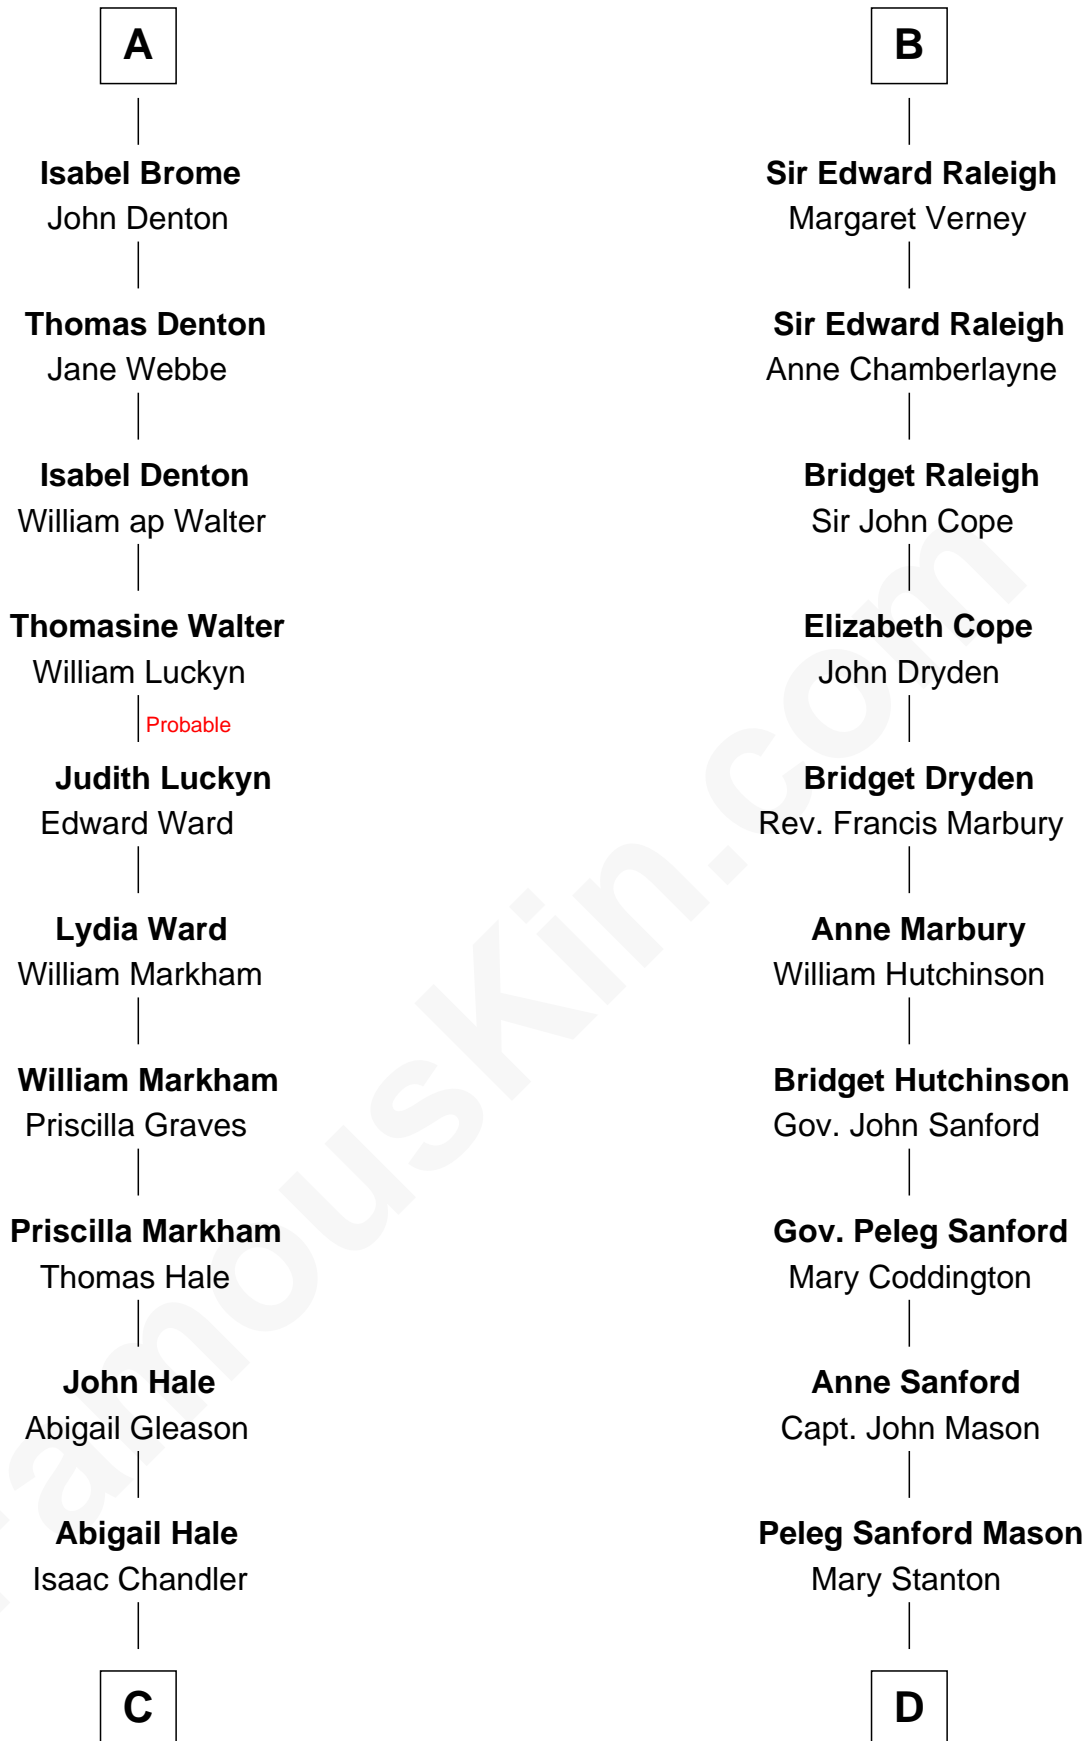 A
Isabel Brome
John Denton
Thomas Denton
Jane Webbe
Isabel Denton
William ap Walter
Thomasine Walter
William Luckyn
Probable
Judith Luckyn
Edward Ward
Lydia Ward
William Markham
William Markham
Priscilla Graves
Priscilla Markham
Thomas Hale
John Hale
Abigail Gleason
Abigail Hale
Isaac Chandler
C
B
Sir Edward Raleigh
Margaret Verney
Sir Edward Raleigh
Anne Chamberlayne
Bridget Raleigh
Sir John Cope
Elizabeth Cope
John Dryden
Bridget Dryden
Rev. Francis Marbury
Anne Marbury
William Hutchinson
Bridget Hutchinson
Gov. John Sanford
Gov. Peleg Sanford
Mary Coddington
Anne Sanford
Capt. John Mason
Peleg Sanford Mason
Mary Stanton
D
FamousKin.com